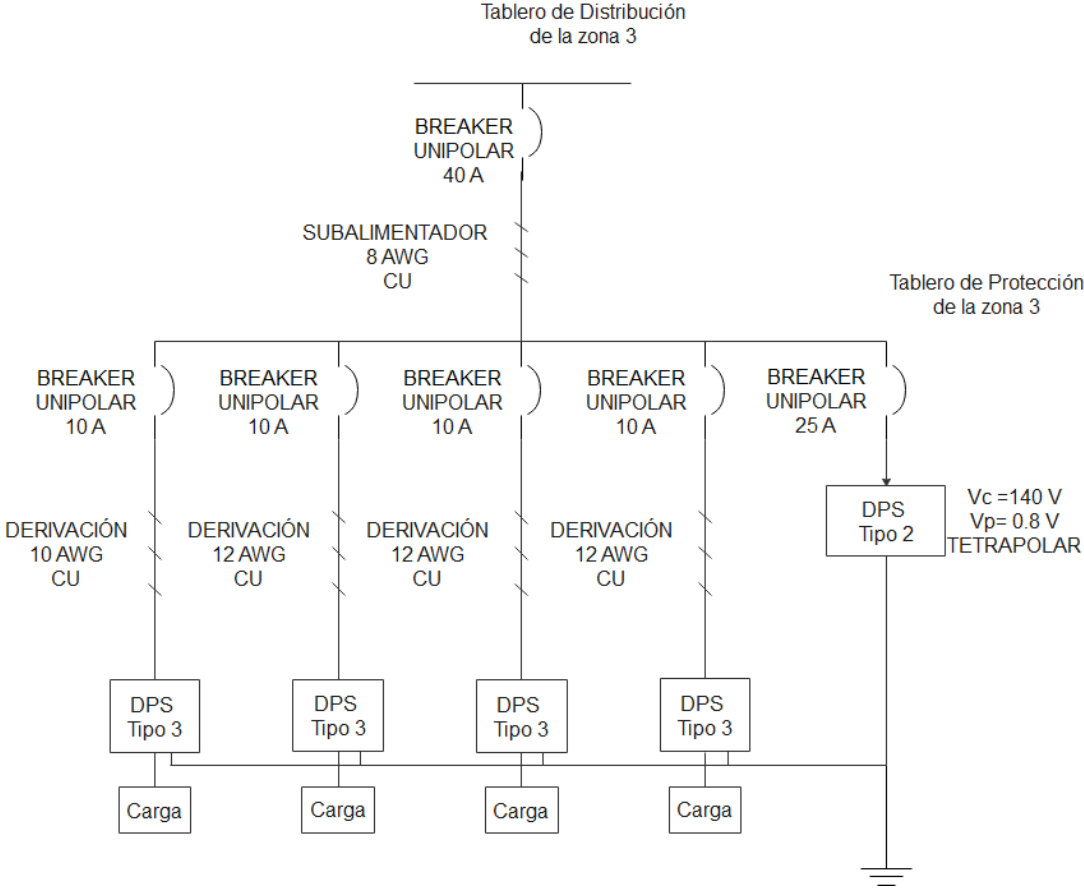 Tablero de Distribución
de la zona 3
BREAKER
UNIPOLAR
40 A
SUBALIMENTADOR
8 AWG
CU
Tablero de Protección
de la zona 3
BREAKER
UNIPOLAR
10 A
BREAKER
UNIPOLAR
10 A
BREAKER
UNIPOLAR
10 A
BREAKER
UNIPOLAR
10 A
BREAKER
UNIPOLAR
25 A
DERIVACIÓN
10 AWG
CU
DERIVACIÓN
12 AWG
CU
DERIVACIÓN
12 AWG
CU
DERIVACIÓN
12 AWG
CU
DPS
Tipo 2
Vc =140 V
Vp= 0.8 V
TETRAPOLAR
DPS
Tipo 3
DPS
Tipo 3
DPS
Tipo 3
DPS
Tipo 3
Carga
Carga
Carga
Carga